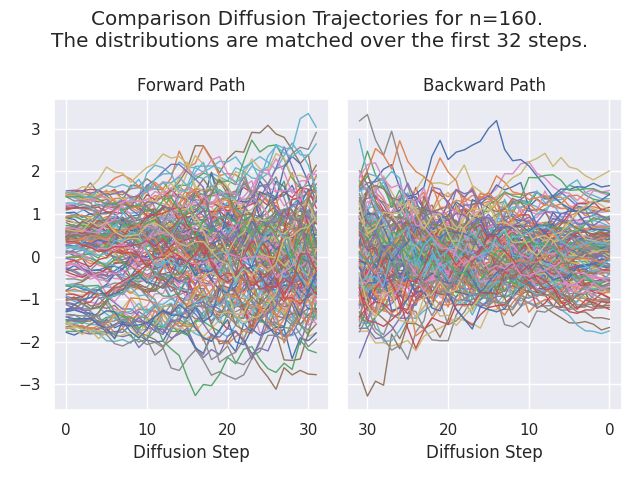 Comparison Diffusion Trajectories for n=160.
The distributions are matched over the first 32 steps.
Forward Path
Backward Path
3
2
1
0
−1
−2
−3
0 10 20 30
30 20 10 0
Diffusion Step
Diffusion Step